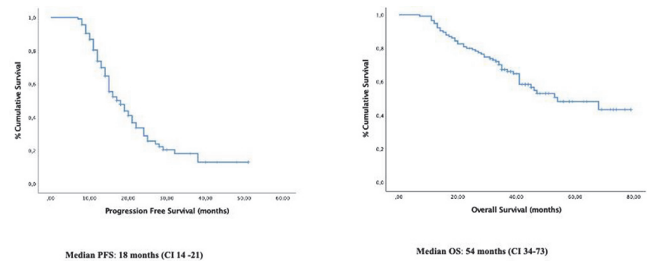 1,0
0,8
0,6
0,4
0,2
0,0
% Cumulative Survival
,00 10,00 20,00 30,00 40,00 50,00 60,00
Progression Free Survival (months)
Median PFS: 18 months (CI 14 -21)
1,0
0,8
0,6
0,4
0,2
0,0
% Cumulative Survival
,00 20,00 40,00 60,00 80,00
Overall Survival (months)
Median OS: 54 months (CI 34-73)